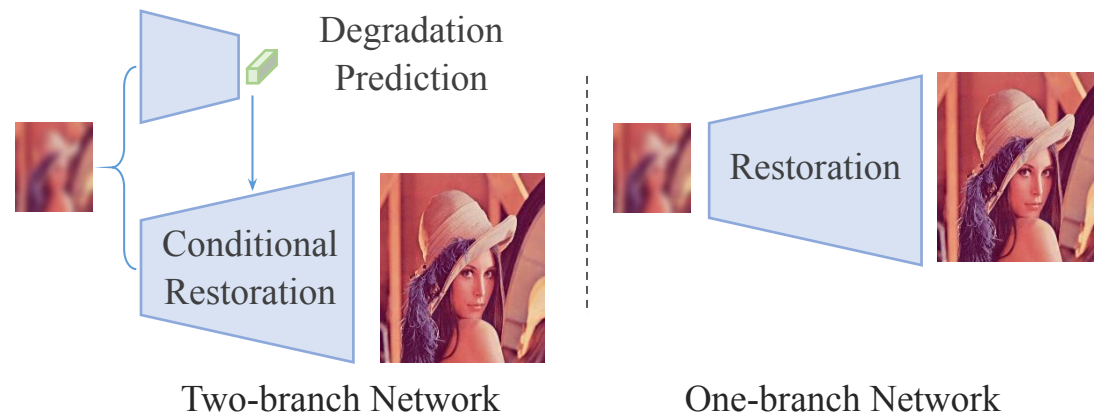 Degradation
Prediction
Conditional
Restoration
Two-branch Network
Restoration
One-branch Network